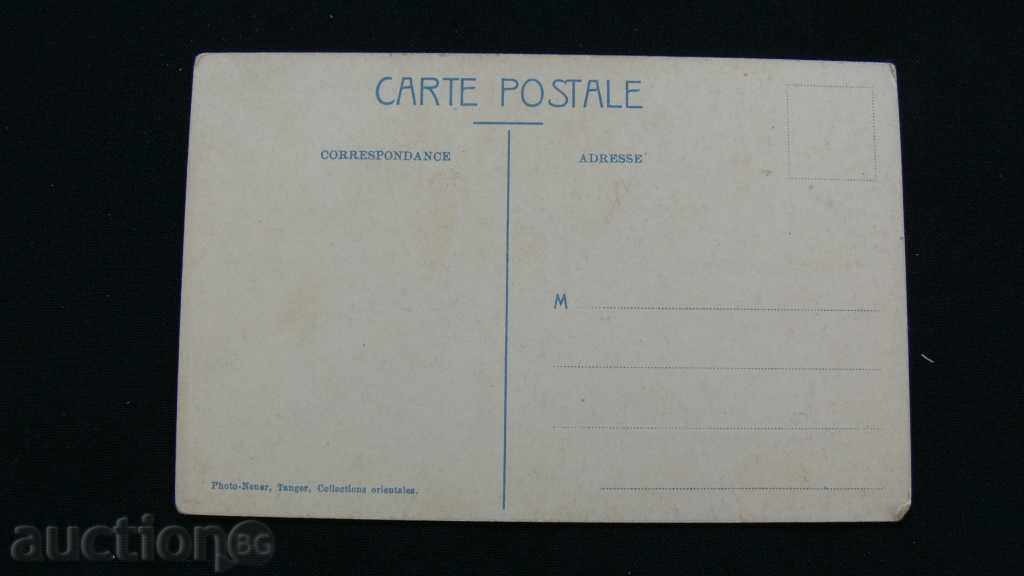 CARTE POSTALE
CORRESPONDANCE
ADRESSE
M
Photo-Nener, Tanger, Collections orientales.
auctionBG